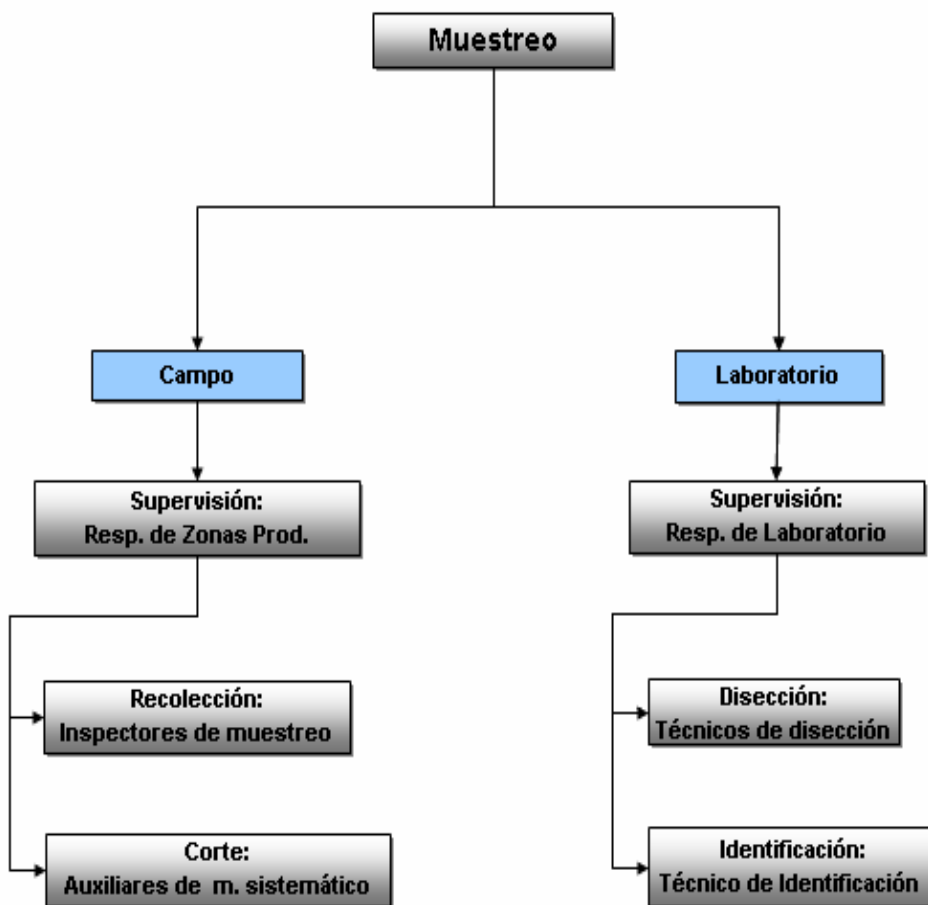 Muestreo
Campo
Laboratorio
Supervisión:
Resp. de Zonas Prod.
Supervisión:
Resp. de Laboratorio
Recolección:
Inspectores de muestreo
Disección:
Técnicos de disección
Corte:
Auxiliares de m. sistemático
Identificación:
Técnico de Identificación